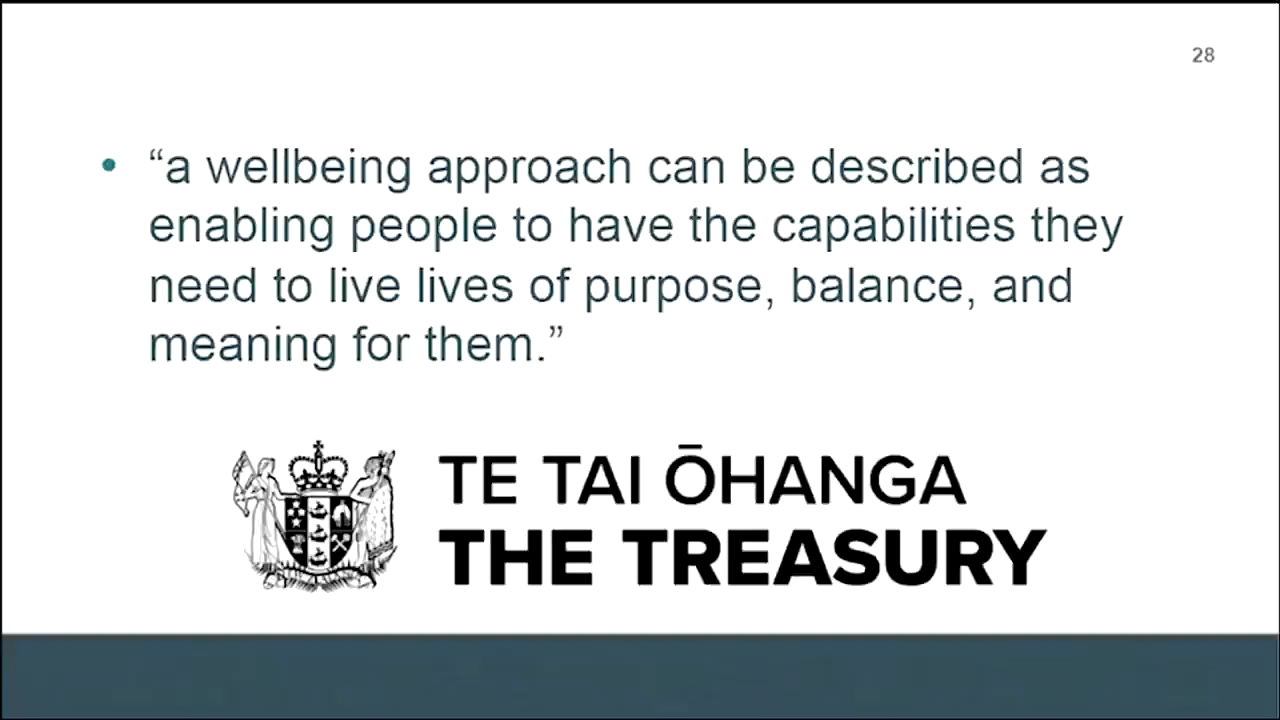 28
• “a wellbeing approach can be described as
enabling people to have the capabilities they
need to live lives of purpose, balance, and
meaning for them.”
TE TAI ŌHANGA
THE TREASURY